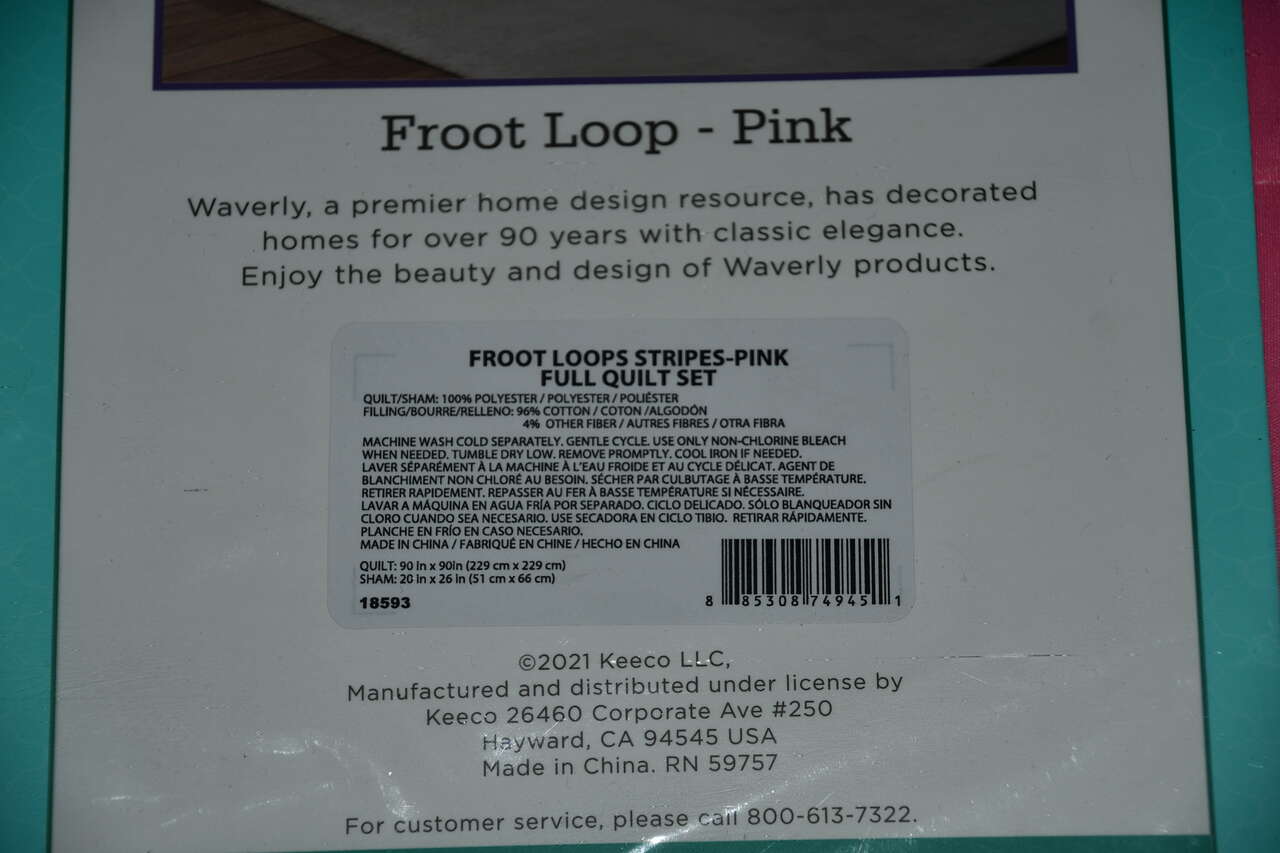 Froot Loop - Pink
Waverly, a premier home design resource, has decorated
homes for over 90 years with classic elegance.
Enjoy the beauty and design of Waverly products.
FROOT LOOPS STRIPES-PINK
FULL QUILT SET
QUILT/SHAM: 100% POLYESTER / POLYESTER / POLIÉSTER
FILLING/BOURRE/RELLENO: 96% COTTON / COTON /ALGODÓN
4% OTHER FIBER / AUTRES FIBRES / OTRA FIBRA
MACHINE WASH COLD SEPARATELY. GENTLE CYCLE. USE ONLY NON-CHLORINE BLEACH
WHEN NEEDED. TUMBLE DRY LOW. REMOVE PROMPTLY. COOL IRON IF NEEDED.
LAVER SÉPARÉMENT À LA MACHINE À L'EAU FROIDE ET AU CYCLE DÉLICAT. AGENT DE
BLANCHIMENT NON CHLORÉ AU BESOIN. SÉCHER PAR CULBUTAGE À BASSE TEMPÉRATURE.
RETIRER RAPIDEMENT. REPASSER AU FER À BASSE TEMPÉRATURE SI NÉCESSAIRE.
LAVAR A MÁQUINA EN AGUA FRÍA POR SEPARADO. CICLO DELICADO. SÓLO BLANQUEADOR SIN
CLORO CUANDO SEA NECESARIO. USE SECADORA EN CICLO TIBIO. RETIRAR RÁPIDAMENTE.
PLANCHE EN FRÍO EN CASO NECESARIO.
MADE IN CHINA / FABRIQUÉ EN CHINE / HECHO EN CHINA
QUILT: 90 in x 90in (229 cm x 229 cm)
SHAM: 20 in x 26 in (51 cm x 66 cm)
18593
8 85308 74945 1
©2021 Keeco LLC,
Manufactured and distributed under license by
Keeco 26460 Corporate Ave #250
Hayward, CA 94545 USA
Made in China. RN 59757
For customer service, please call 800-613-7322.